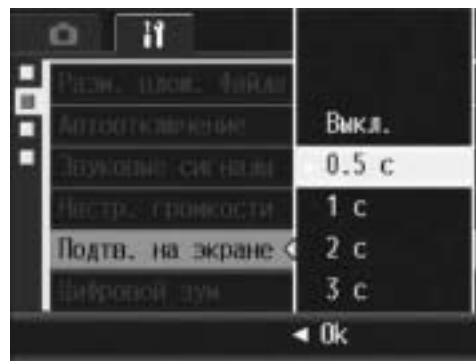 Разм. цлож. Файла
Автоотключение
Звуковые сигналы
Настр. громкости
Подтв. на экране
Цифровой зум
Выкл.
0.5 с
1 с
2 с
3 с
◄ Ok